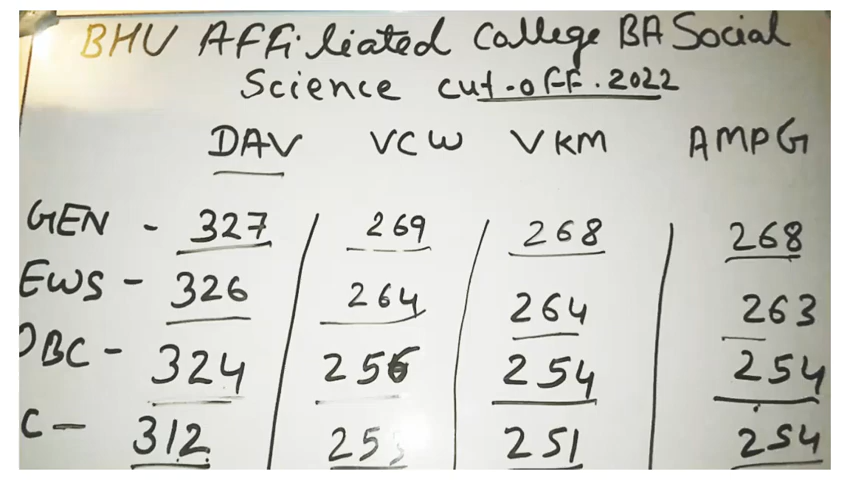 BHU AFFiliated College BA Social
Science cut-off.2022
DAV VCW VKM AMPG
GEN - 327 / 269 / 268 / 268
EWS - 326 264 264 263
OBC - 324 256 254 254
C - 312 251 254